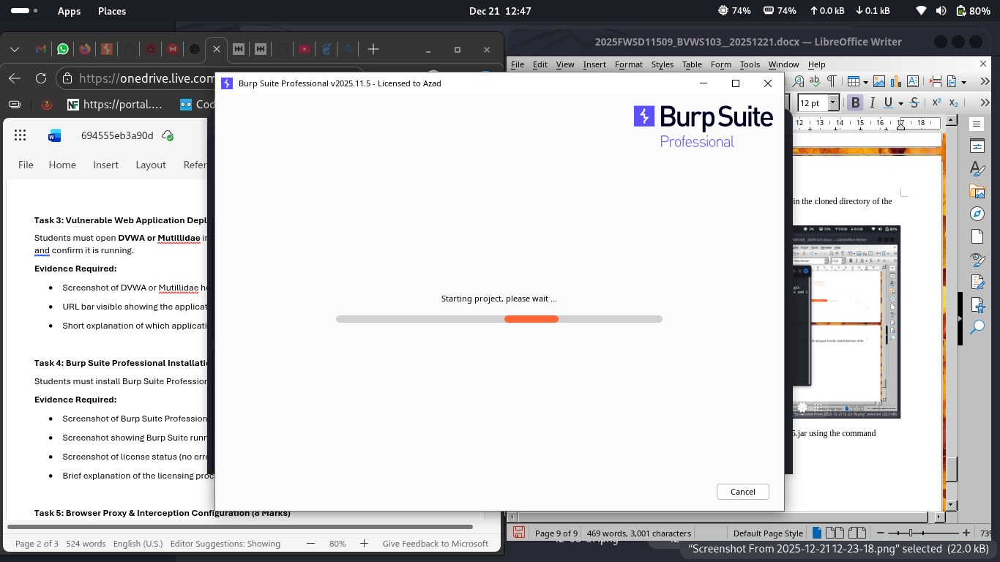 Apps Places Dec 21 12:47 74% 74% 0.0 kB 0.1 kB 80%
2025FWSD11509_BVWS103__20251221.docx — LibreOffice Writer
File Edit View Insert Format Styles Table Form Tools Window Help
https://onedrive.live.com
https://portal.... Cod
Burp Suite Professional v2025.11.5 - Licensed to Azad
12 pt B I U S X² X₂
Burp Suite
Professional
12 13 14 15 16 17 18
694555eb3a90d
File Home Insert Layout Refer
in the cloned directory of the
Task 3: Vulnerable Web Application Depl
Students must open DVWA or Mutillidae in
and confirm it is running.
Evidence Required:
Screenshot of DVWA or Mutillidae ho
URL bar visible showing the applicat
Short explanation of which applicati
Starting project, please wait ...
Task 4: Burp Suite Professional Installatio
Students must install Burp Suite Profession
Evidence Required:
Screenshot of Burp Suite Profession
Screenshot showing Burp Suite runn
Screenshot of license status (no erro
Brief explanation of the licensing proc
5.jar using the command
Cancel
Task 5: Browser Proxy & Interception Configuration (8 Marks)
Page 2 of 3 524 words English (U.S.) Editor Suggestions: Showing 80% Give Feedback to Microsoft
Page 9 of 9 469 words, 3,001 characters Default Page Style 73%
“Screenshot From 2025-12-21 12-23-18.png” selected (22.0 kB)